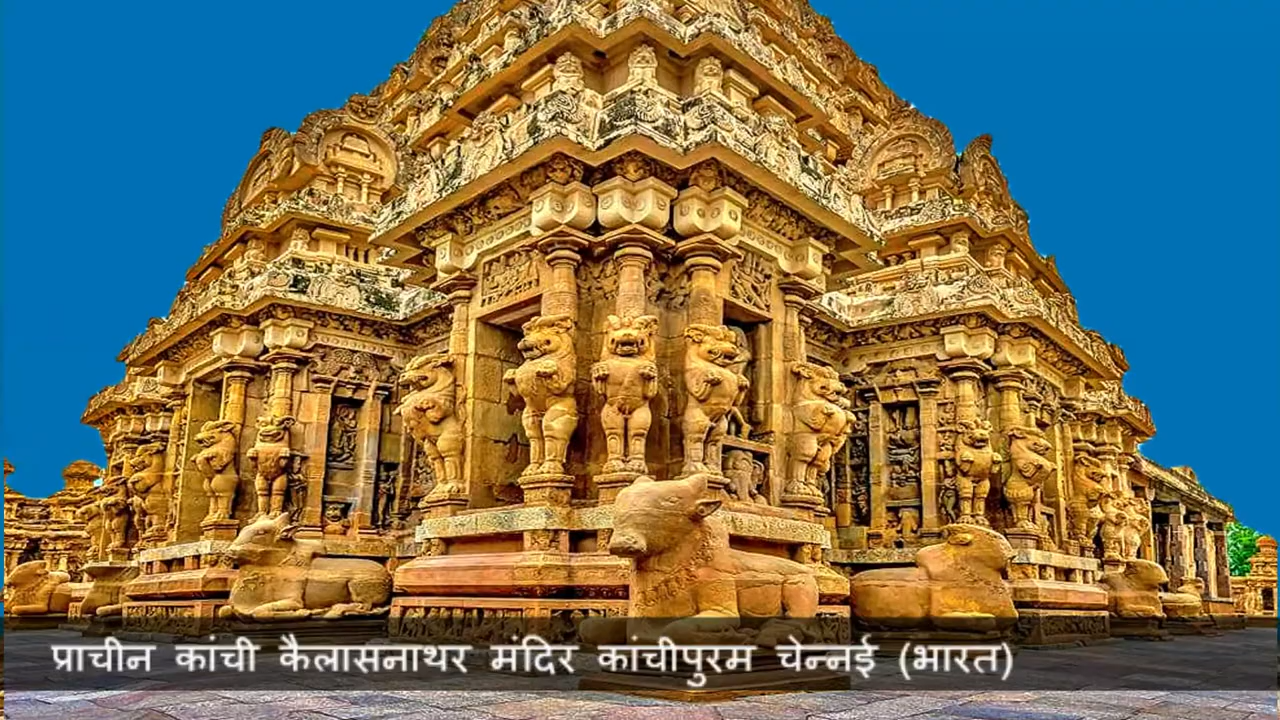 प्राचीन कांची कैलासनाथर मंदिर कांचीपुरम चेन्नई (भारत)